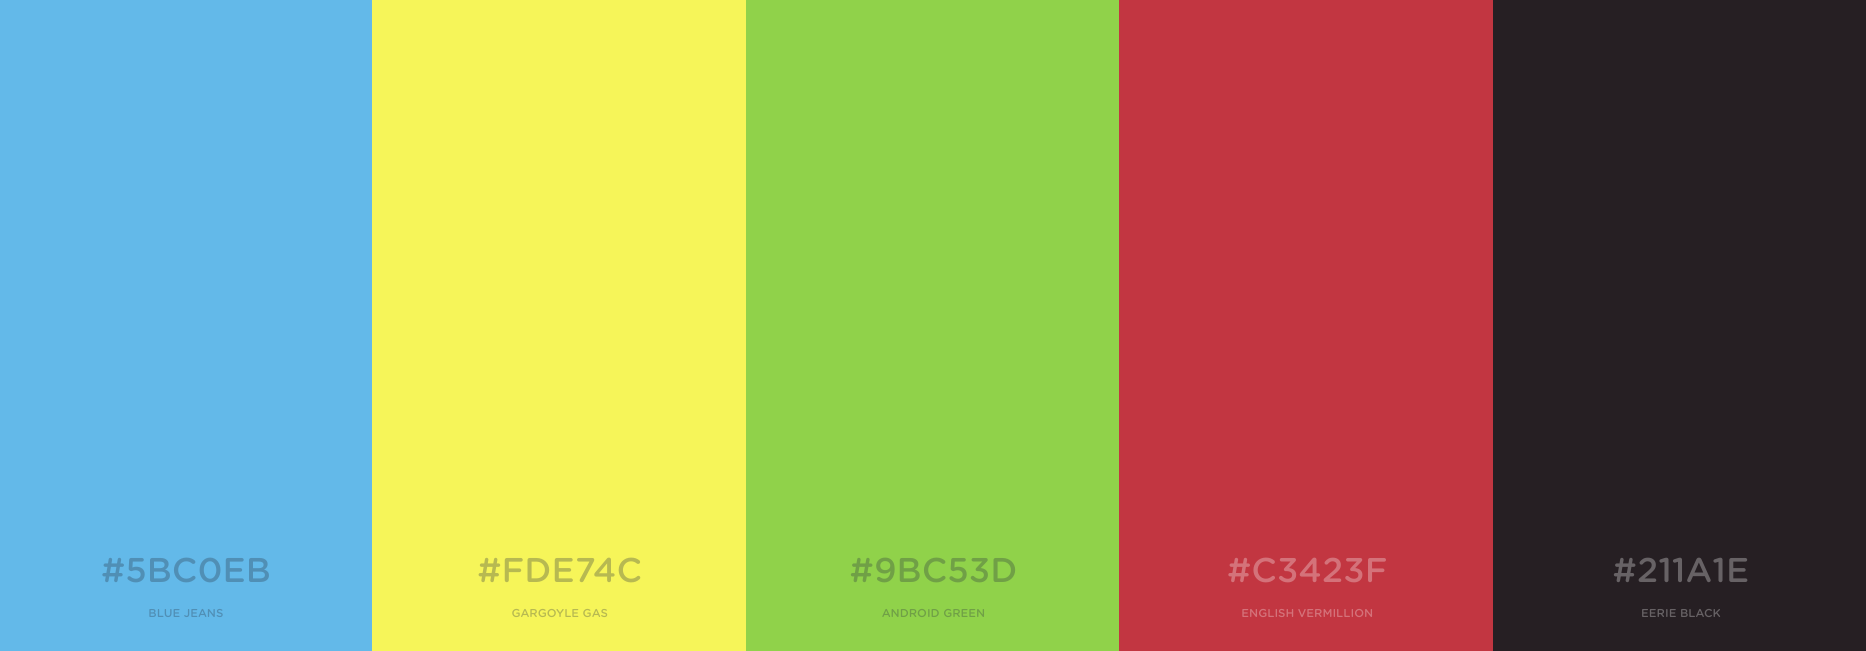 #5BC0EB
BLUE JEANS
#FDE74C
GARGOYLE GAS
#9BC53D
ANDROID GREEN
#C3423F
ENGLISH VERMILLION
#211A1E
EERIE BLACK